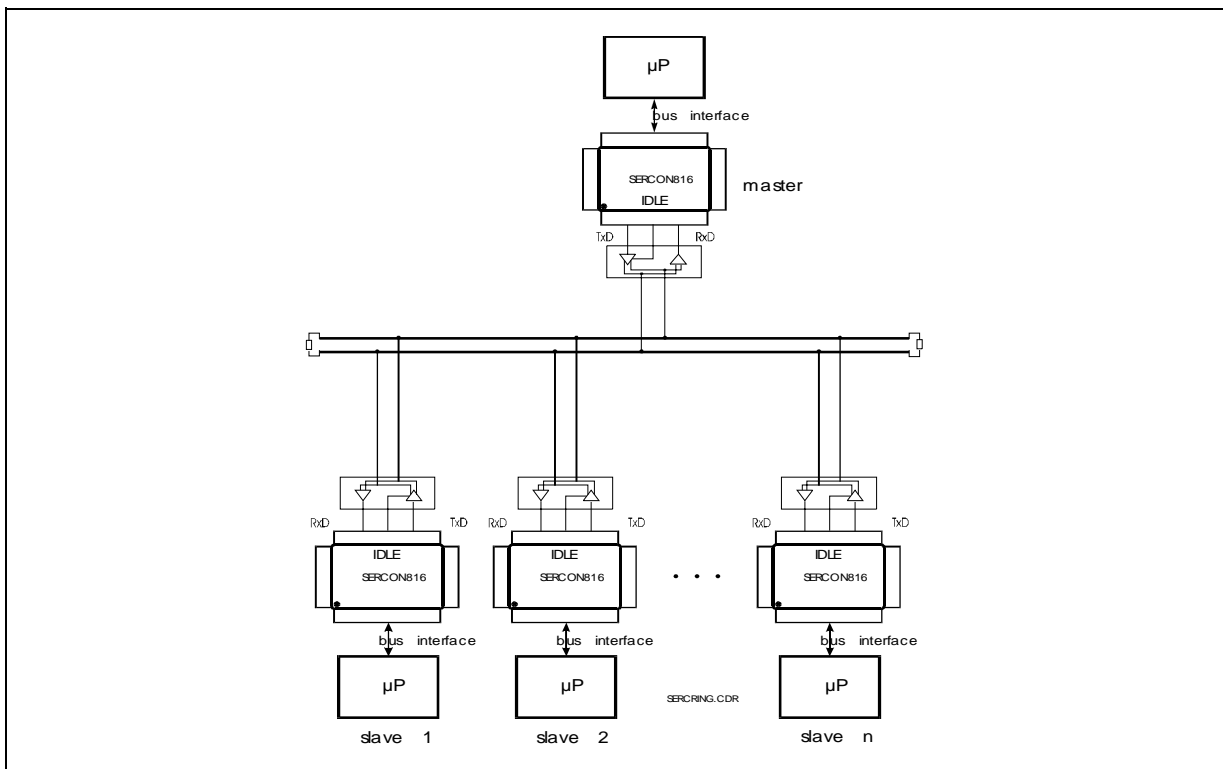 µP
bus interface
SERCON816
master
IDLE
TxD RxD
RxD TxD RxD TxD RxD TxD
IDLE IDLE IDLE
SERCON816 SERCON816 . . . SERCON816
bus interface bus interface bus interface
µP µP µP
SERCRING.CDR
slave 1 slave 2 slave n